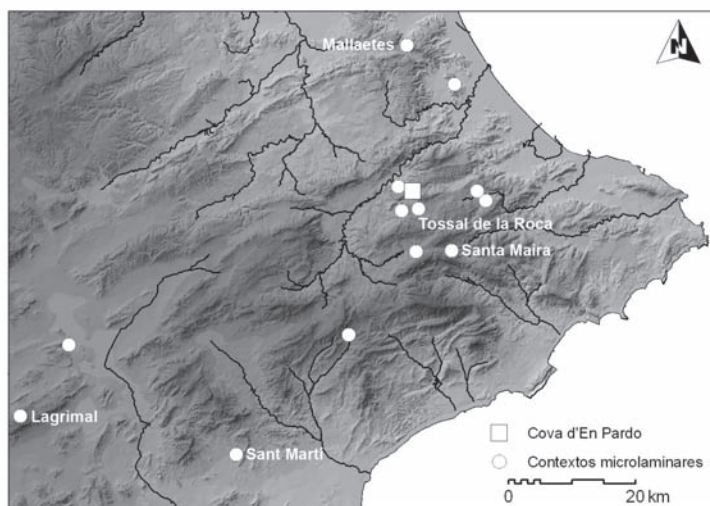 Mallaetes
N
Tossal de la Roca
Santa Maira
Lagrimal
Sant Martí
Cova d'En Pardo
Contextos microlaminares
0 20 km